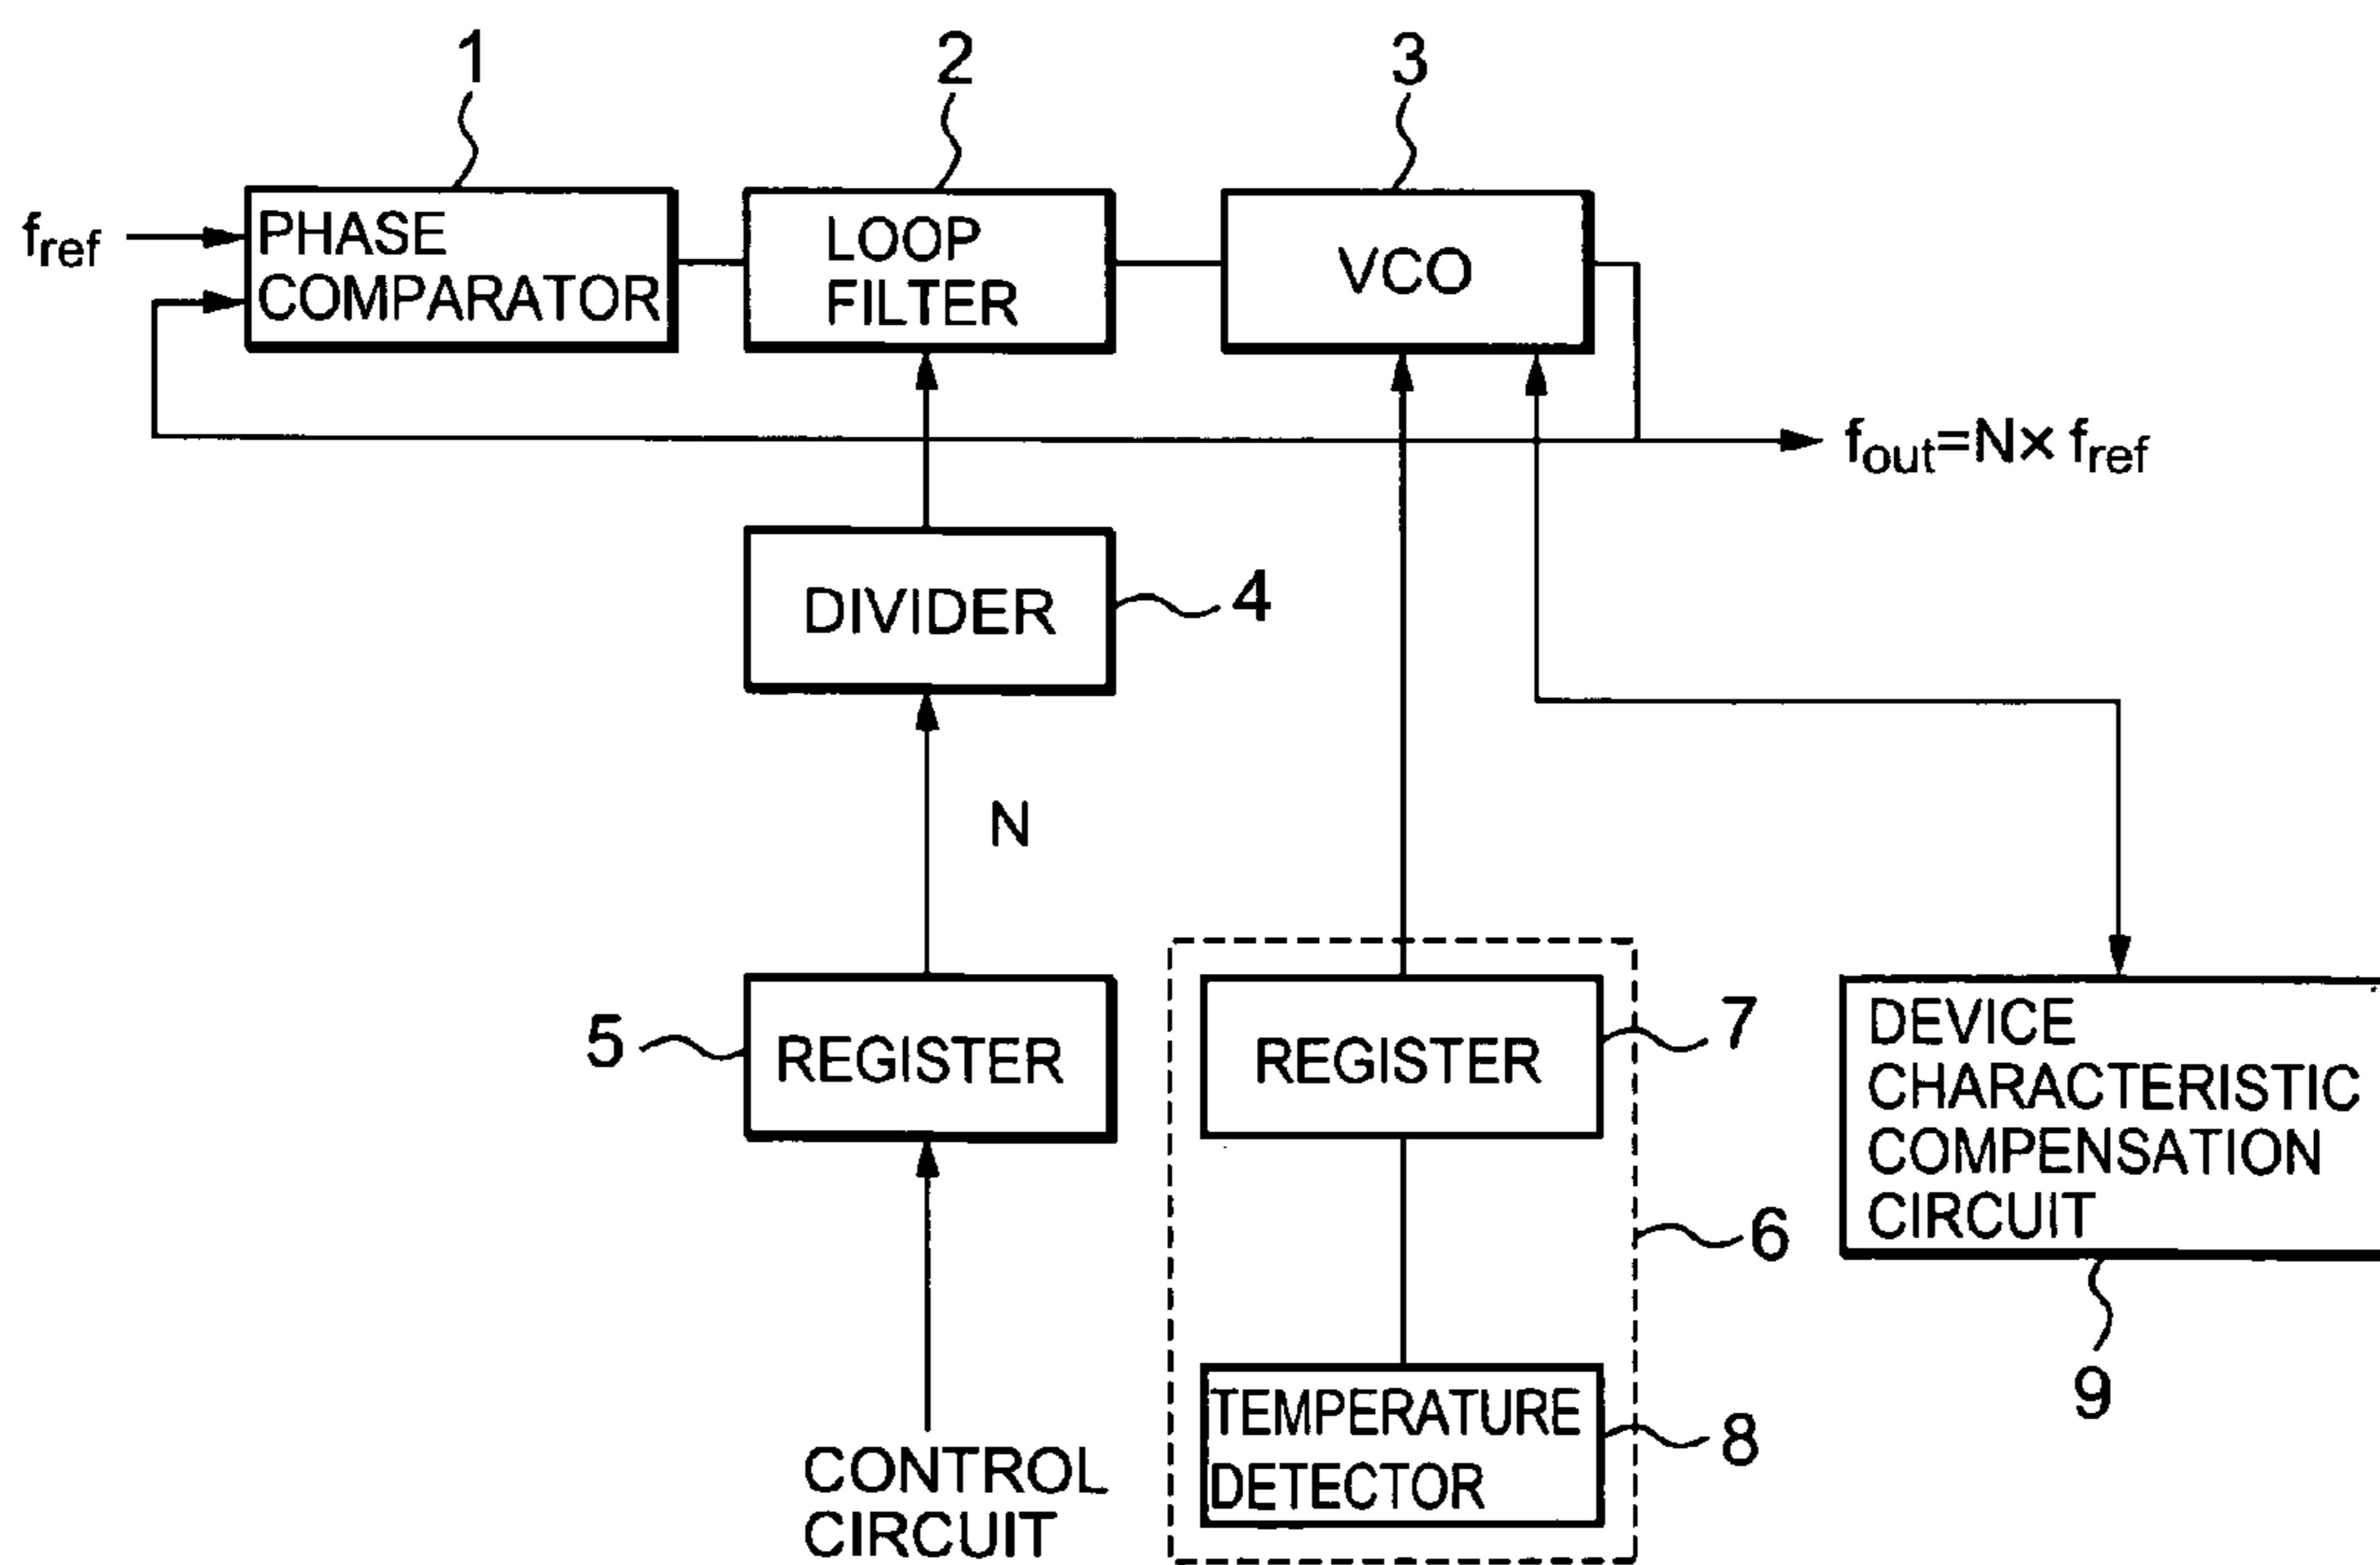 1
2
3
fref
PHASE
COMPARATOR
LOOP
FILTER
VCO
fout=N× fref
DIVIDER
4
N
5
REGISTER
REGISTER
7
DEVICE
CHARACTERISTIC
COMPENSATION
CIRCUIT
6
9
TEMPERATURE
DETECTOR
8
CONTROL
CIRCUIT